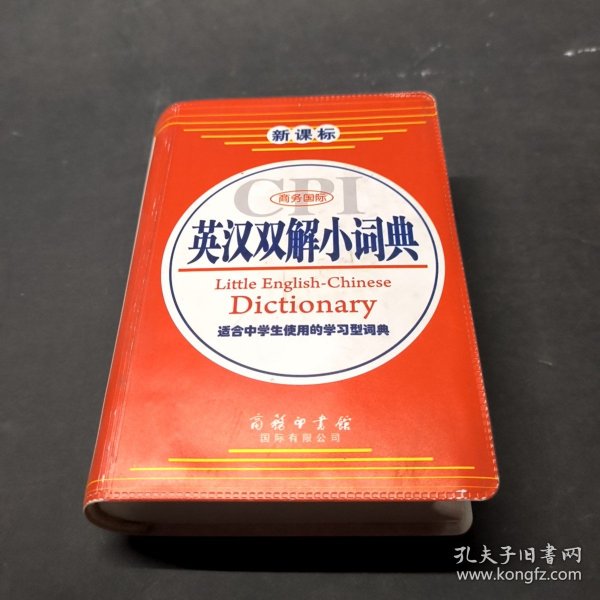 新课标
CPI
商务国际
英汉双解小词典
Little English-Chinese
Dictionary
适合中学生使用的学习型词典
商务印书馆
国际有限公司
孔夫子旧书网
www.kongfz.com